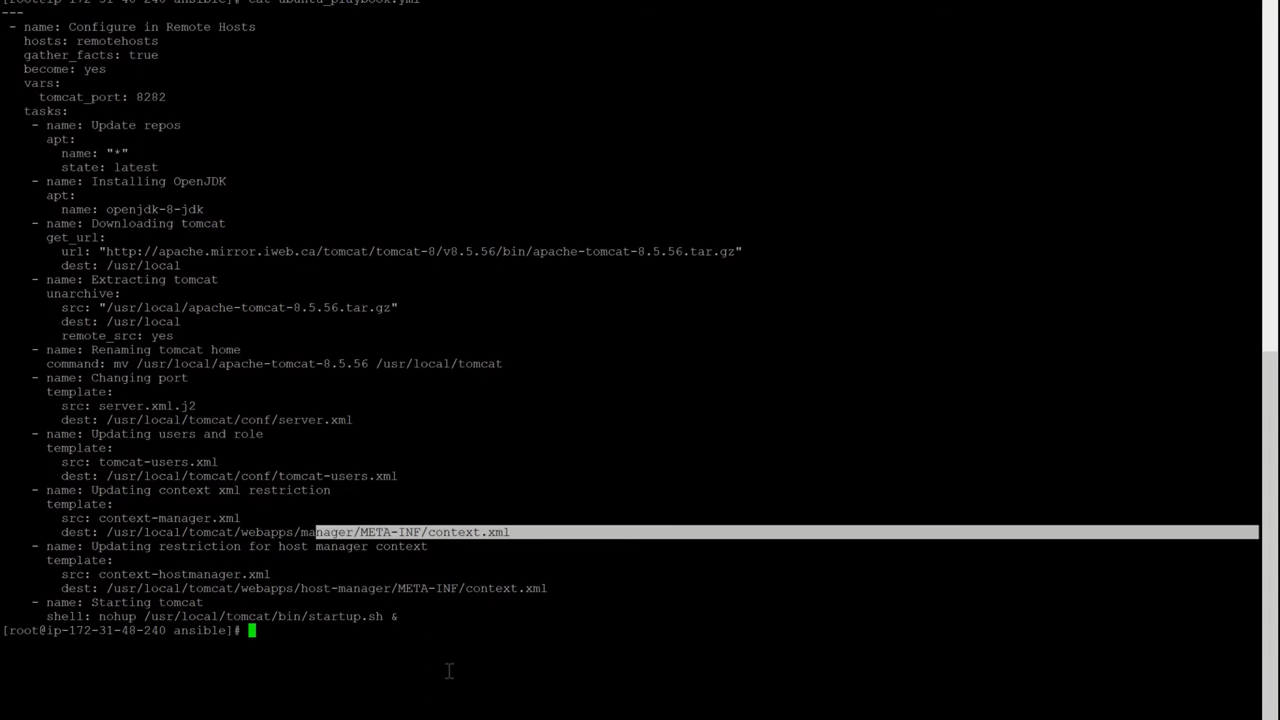 [root@ip-172-31-48-240 ansible]# cat ubuntu_playbook.yml
---
 - name: Configure in Remote Hosts
   hosts: remotehosts
   gather_facts: true
   become: yes
   vars:
     tomcat_port: 8282
   tasks:
    - name: Update repos
      apt:
        name: "*"
        state: latest
    - name: Installing OpenJDK
      apt:
        name: openjdk-8-jdk
    - name: Downloading tomcat
      get_url:
        url: "http://apache.mirror.iweb.ca/tomcat/tomcat-8/v8.5.56/bin/apache-tomcat-8.5.56.tar.gz"
        dest: /usr/local
    - name: Extracting tomcat
      unarchive:
        src: "/usr/local/apache-tomcat-8.5.56.tar.gz"
        dest: /usr/local
        remote_src: yes
    - name: Renaming tomcat home
      command: mv /usr/local/apache-tomcat-8.5.56 /usr/local/tomcat
    - name: Changing port
      template:
        src: server.xml.j2
        dest: /usr/local/tomcat/conf/server.xml
    - name: Updating users and role
      template:
        src: tomcat-users.xml
        dest: /usr/local/tomcat/conf/tomcat-users.xml
    - name: Updating context xml restriction
      template:
        src: context-manager.xml
        dest: /usr/local/tomcat/webapps/manager/META-INF/context.xml
    - name: Updating restriction for host manager context
      template:
        src: context-hostmanager.xml
        dest: /usr/local/tomcat/webapps/host-manager/META-INF/context.xml
    - name: Starting tomcat
      shell: nohup /usr/local/tomcat/bin/startup.sh &
[root@ip-172-31-48-240 ansible]#